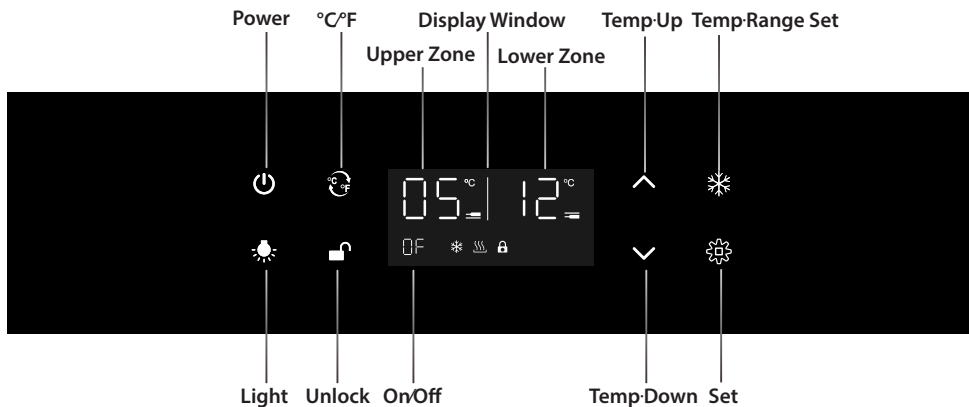 Power °C/°F Display Window Temp·Up Temp·Range Set
Upper Zone Lower Zone
°C °F
05 °C 12 °C
0F
Light Unlock On/Off Temp·Down Set